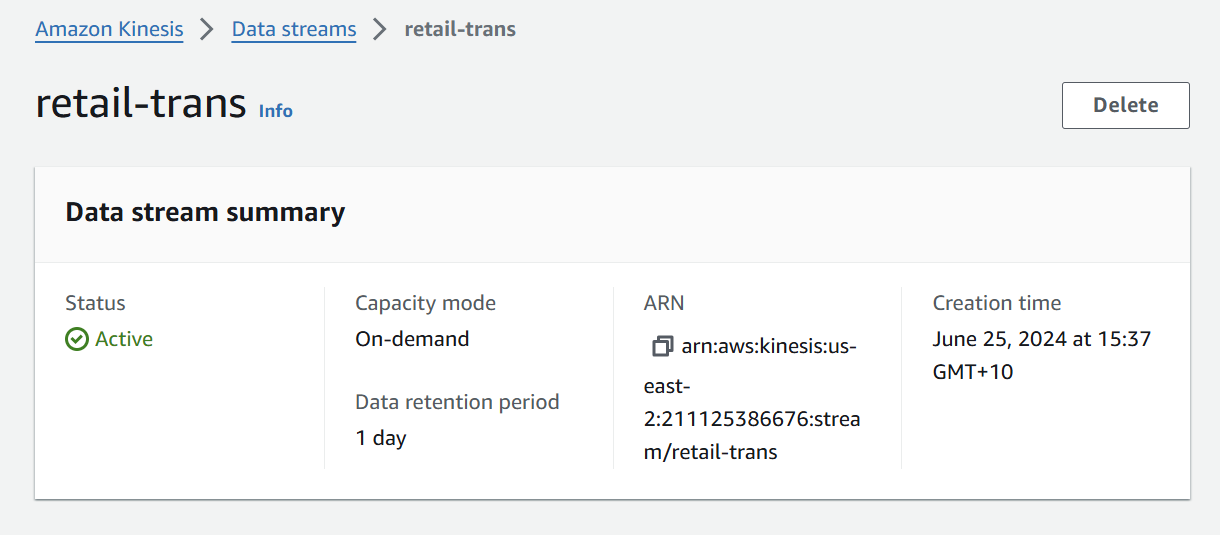 Amazon Kinesis > Data streams > retail-trans
retail-trans Info
Delete
Data stream summary
Status
Active
Capacity mode
On-demand
Data retention period
1 day
ARN
arn:aws:kinesis:us-
east-
2:211125386676:strea
m/retail-trans
Creation time
June 25, 2024 at 15:37
GMT+10